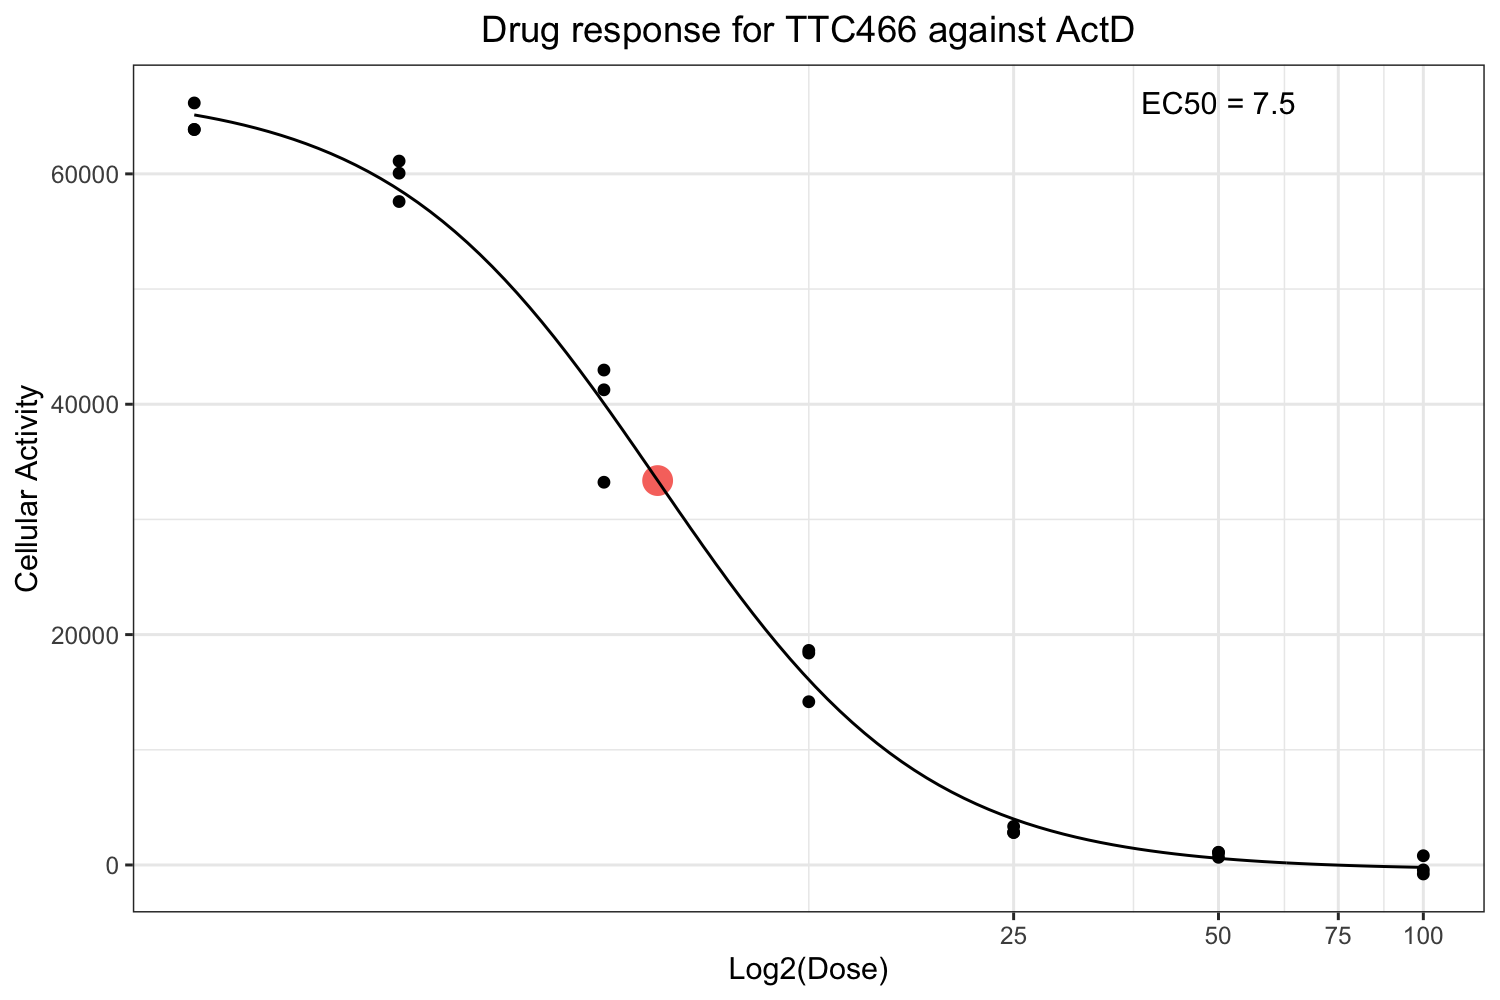 Drug response for TTC466 against ActD
EC50 = 7.5
Cellular Activity
60000
40000
20000
0
25 50 75 100
Log2(Dose)